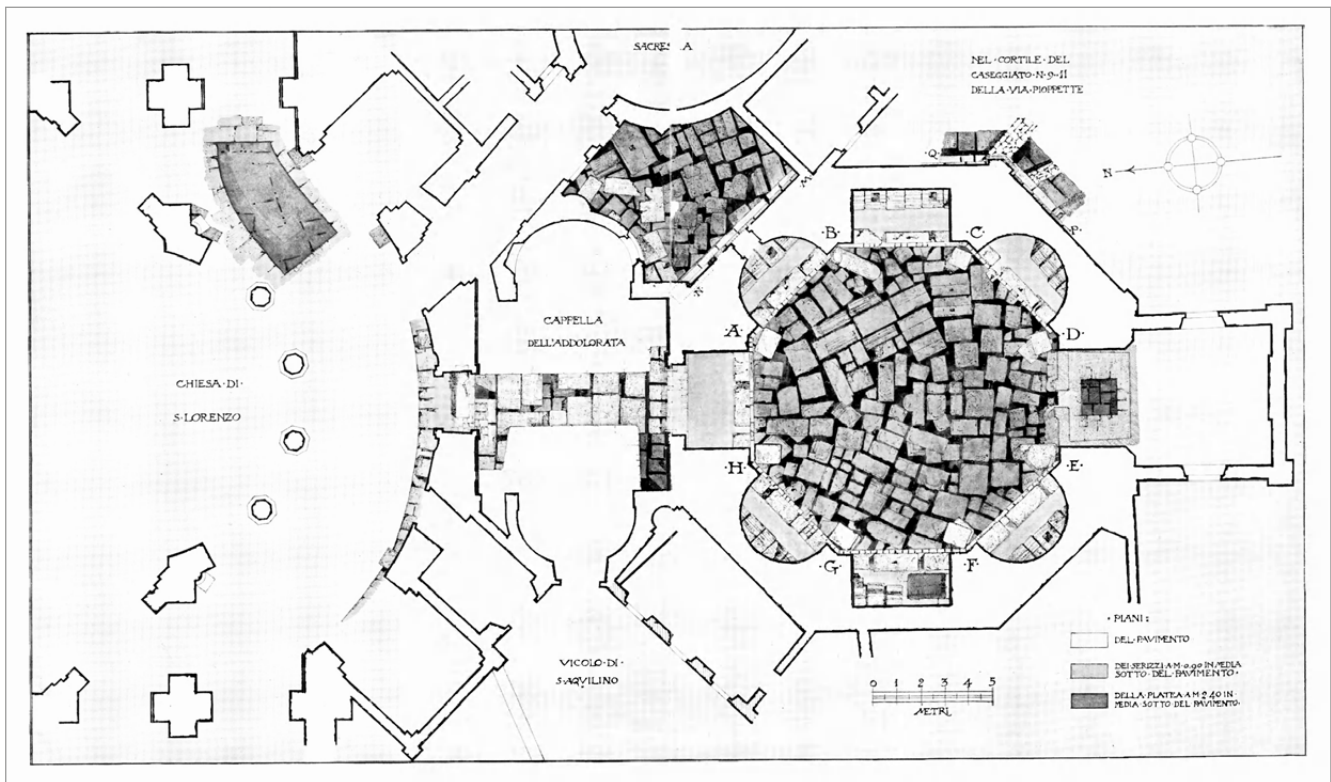 NEL · CORTILE · DEL
CASEGGIATO · N · 9-11
DELLA · VIA · PIOPPETTE
Q
N
M
P
B
C
N
CAPPELLA
DELL'ADDOLORATA
A
D
CHIESA · DI ·
S · LORENZO
H
E
G
F
· PIANI :
DEL · PAVIMENTO
VICOLO · DI ·
S · AQVILINO
DEI SERIZZI A M · 0.90 IN MEDIA
SOTTO · DEL · PAVIMENTO
0 1 2 3 4 5
METRI
DELLA · PLATEA · A M 2.40 IN
MEDIA · SOTTO DEL PAVIMENTO